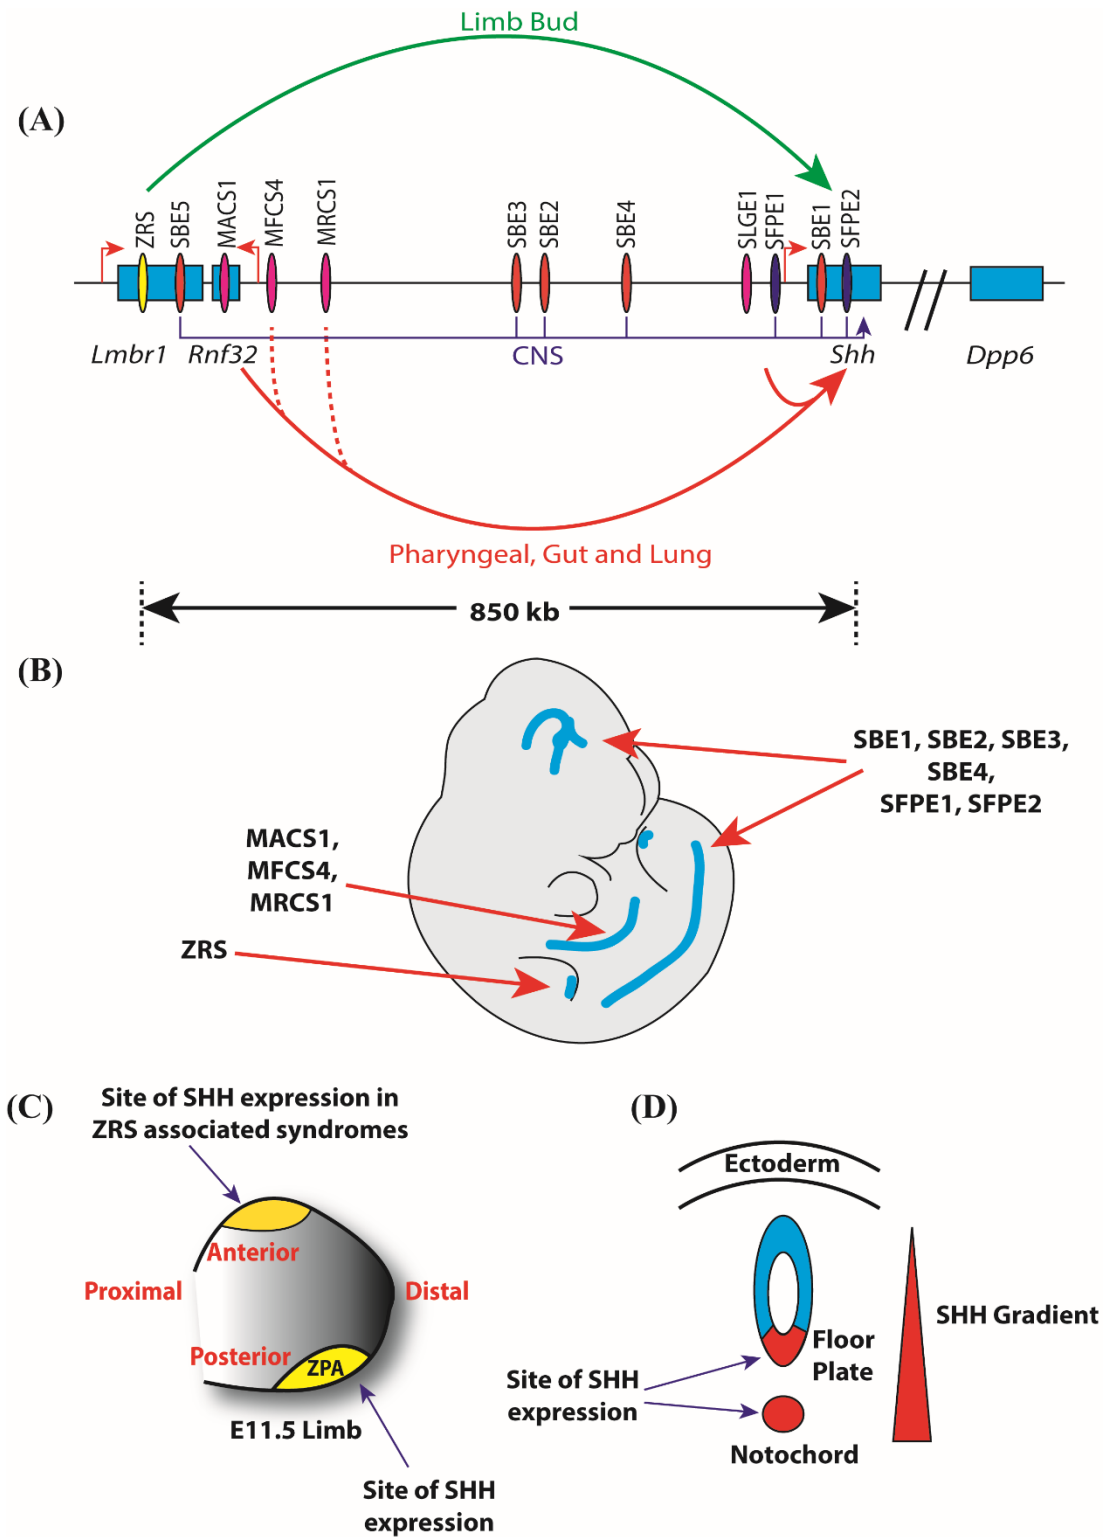 Limb Bud
(A)
ZRS
SBE5
MACS1
MFCS4
MRCS1
SBE3
SBE2
SBE4
SLGE1
SFPE1
SBE1
SFPE2
Lmbr1
Rnf32
CNS
Shh
Dpp6
Pharyngeal, Gut and Lung
850 kb
(B)
SBE1, SBE2, SBE3,
SBE4,
SFPE1, SFPE2
MACS1,
MFCS4,
MRCS1
ZRS
(C)
Site of SHH expression in
ZRS associated syndromes
Anterior
Proximal
Distal
Posterior
ZPA
E11.5 Limb
Site of SHH
expression
(D)
Ectoderm
SHH Gradient
Floor
Plate
Site of SHH
expression
Notochord